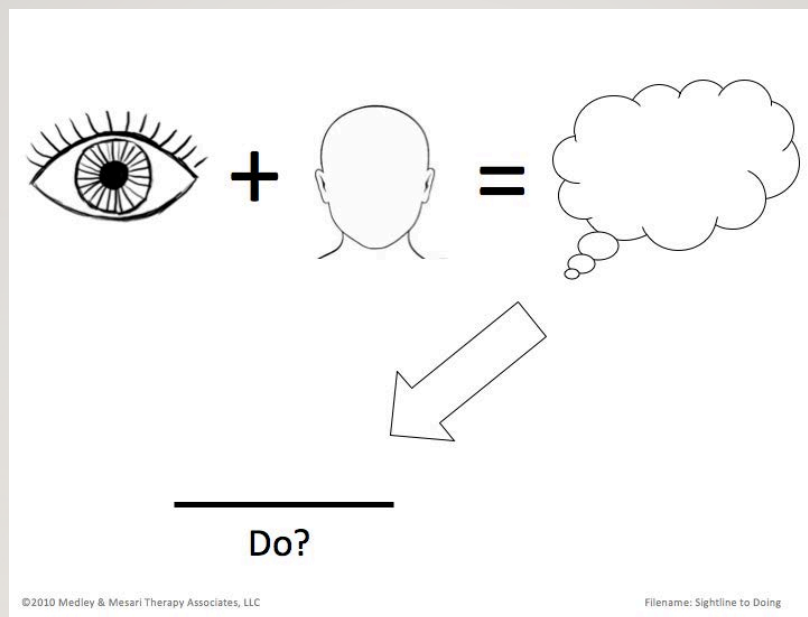 + =
Do?
©2010 Medley & Mesari Therapy Associates, LLC
Filename: Sightline to Doing